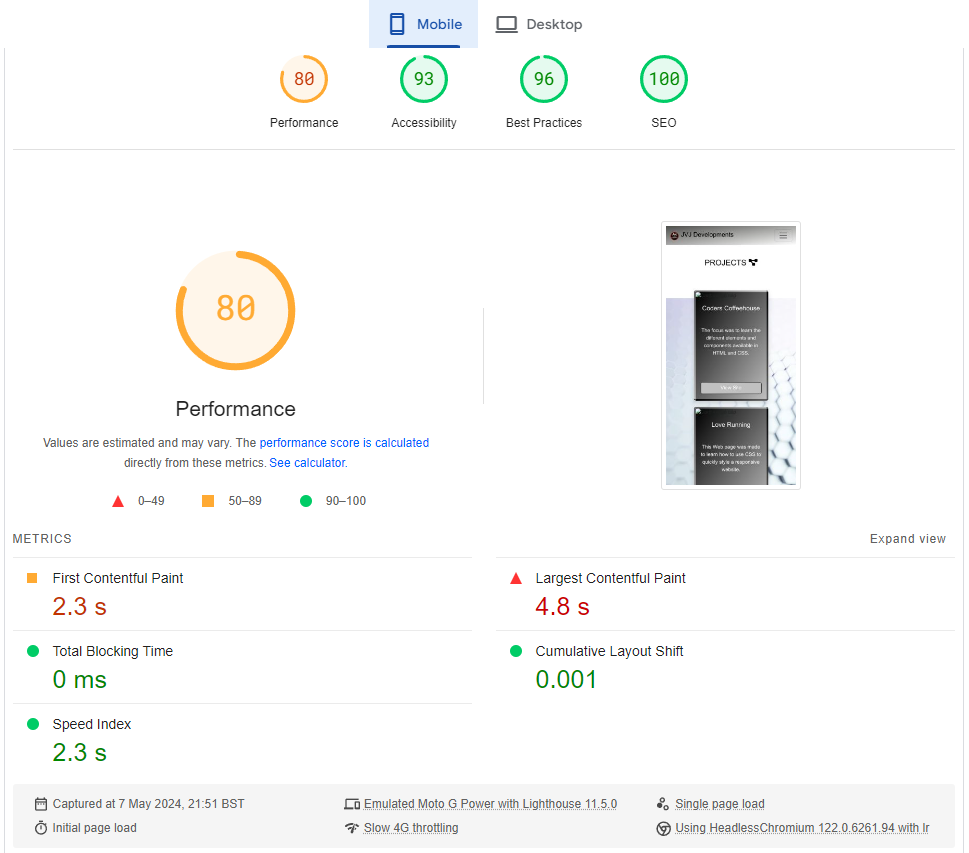 Mobile
Desktop
80
93
96
100
Performance
Accessibility
Best Practices
SEO
80
Performance
Values are estimated and may vary. The performance score is calculated
directly from these metrics. See calculator.
0–49
50–89
90–100
JVJ Developments
PROJECTS
Coders Coffeehouse
The focus was to learn the
different elements and
components available in
HTML and CSS.
Love Running
This Web page was made
to learn how to use CSS to
quickly style a responsive
website.
METRICS
Expand view
First Contentful Paint
2.3 s
Largest Contentful Paint
4.8 s
Total Blocking Time
0 ms
Cumulative Layout Shift
0.001
Speed Index
2.3 s
Captured at 7 May 2024, 21:51 BST
Emulated Moto G Power with Lighthouse 11.5.0
Single page load
Initial page load
Slow 4G throttling
Using HeadlessChromium 122.0.6261.94 with lr